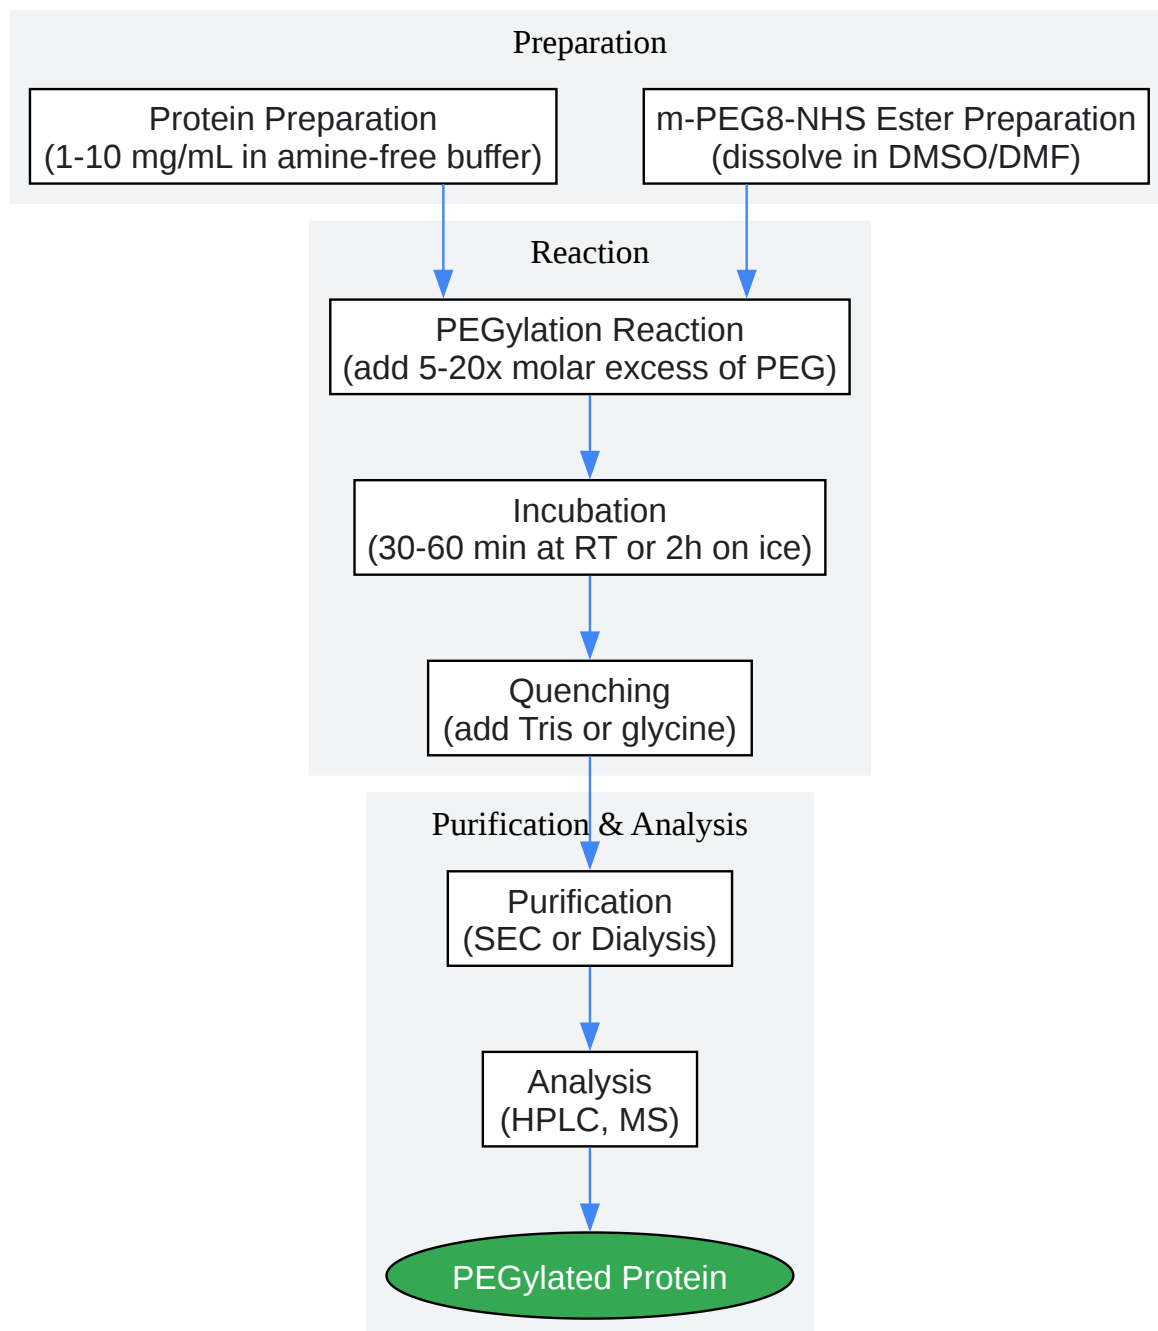 Preparation
Protein Preparation
(1-10 mg/mL in amine-free buffer)
m-PEG8-NHS Ester Preparation
(dissolve in DMSO/DMF)
Reaction
PEGylation Reaction
(add 5-20x molar excess of PEG)
Incubation
(30-60 min at RT or 2h on ice)
Quenching
(add Tris or glycine)
Purification & Analysis
Purification
(SEC or Dialysis)
Analysis
(HPLC, MS)
PEGylated Protein